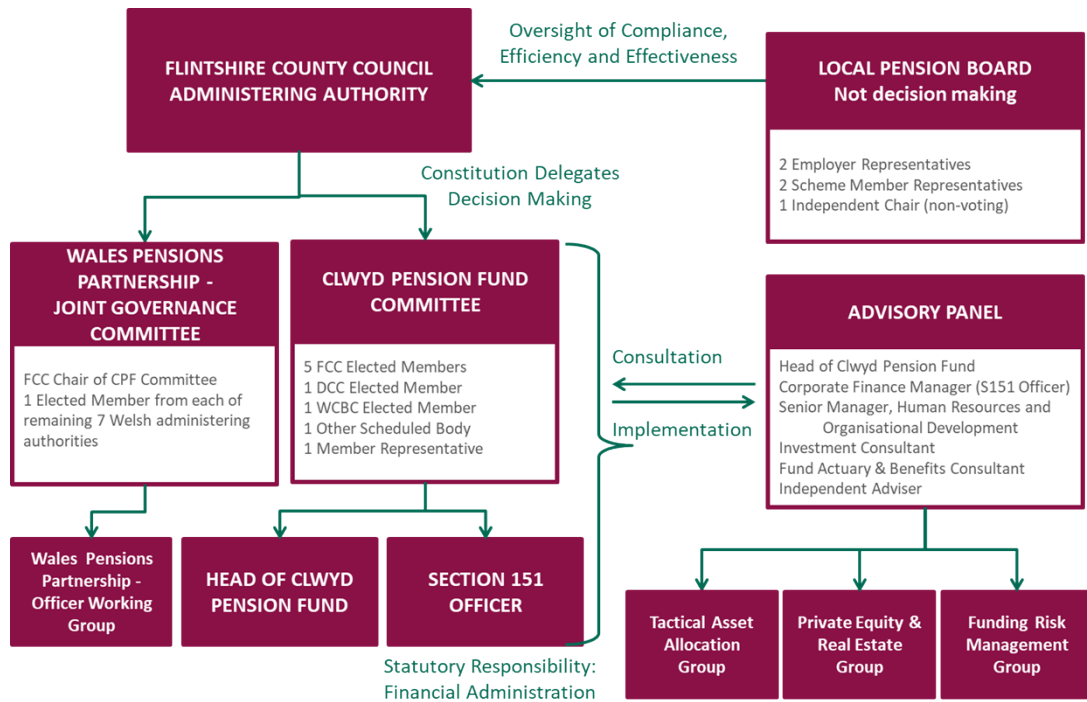 FLINTSHIRE COUNTY COUNCIL
ADMINISTERING AUTHORITY
Oversight of Compliance,
Efficiency and Effectiveness
LOCAL PENSION BOARD
Not decision making
2 Employer Representatives
2 Scheme Member Representatives
1 Independent Chair (non-voting)
Constitution Delegates
Decision Making
WALES PENSIONS
PARTNERSHIP -
JOINT GOVERNANCE
COMMITTEE
FCC Chair of CPF Committee
1 Elected Member from each of
remaining 7 Welsh administering
authorities
CLWYD PENSION FUND
COMMITTEE
5 FCC Elected Members
1 DCC Elected Member
1 WCBC Elected Member
1 Other Scheduled Body
1 Member Representative
Consultation
Implementation
ADVISORY PANEL
Head of Clwyd Pension Fund
Corporate Finance Manager (S151 Officer)
Senior Manager, Human Resources and
Organisational Development
Investment Consultant
Fund Actuary & Benefits Consultant
Independent Adviser
Wales Pensions
Partnership -
Officer Working
Group
HEAD OF CLWYD
PENSION FUND
SECTION 151
OFFICER
Statutory Responsibility:
Financial Administration
Tactical Asset
Allocation
Group
Private Equity &
Real Estate
Group
Funding Risk
Management
Group